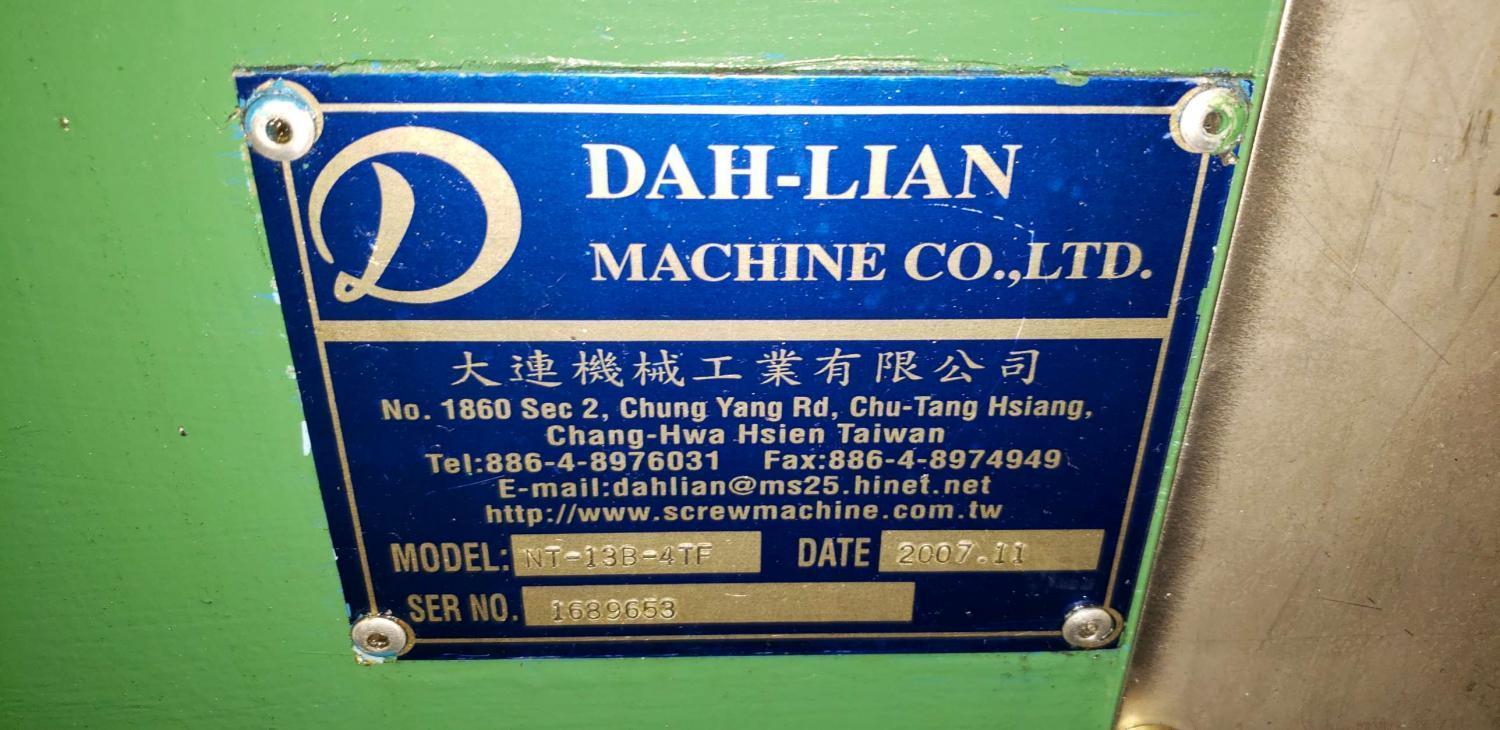 D
DAH-LIAN
MACHINE CO.,LTD.
大連機械工業有限公司
No. 1860 Sec 2, Chung Yang Rd, Chu-Tang Hsiang,
Chang-Hwa Hsien Taiwan
Tel:886-4-8976031 Fax:886-4-8974949
E-mail:dahlian@ms25.hinet.net
http://www.screwmachine.com.tw
MODEL: NT-13B-4TF DATE 2007.11
SER NO. 1689653